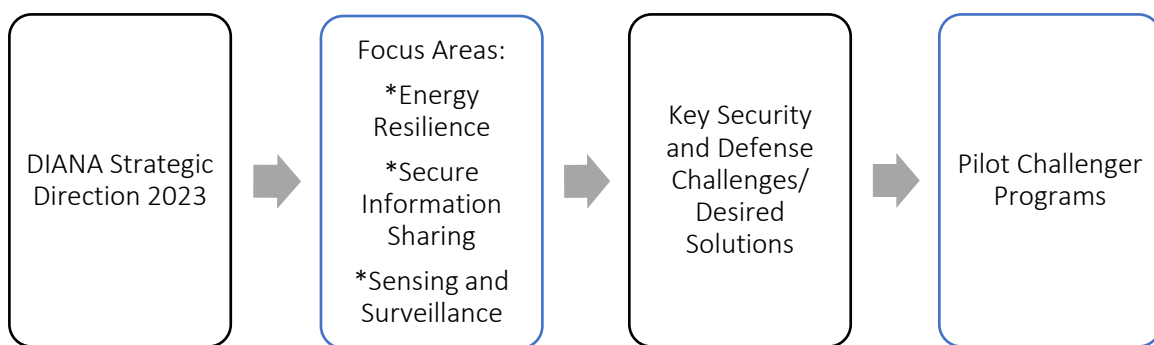 DIANA Strategic
Direction 2023
Focus Areas:
*Energy
Resilience
*Secure
Information
Sharing
*Sensing and
Surveillance
Key Security
and Defense
Challenges/
Desired
Solutions
Pilot Challenger
Programs